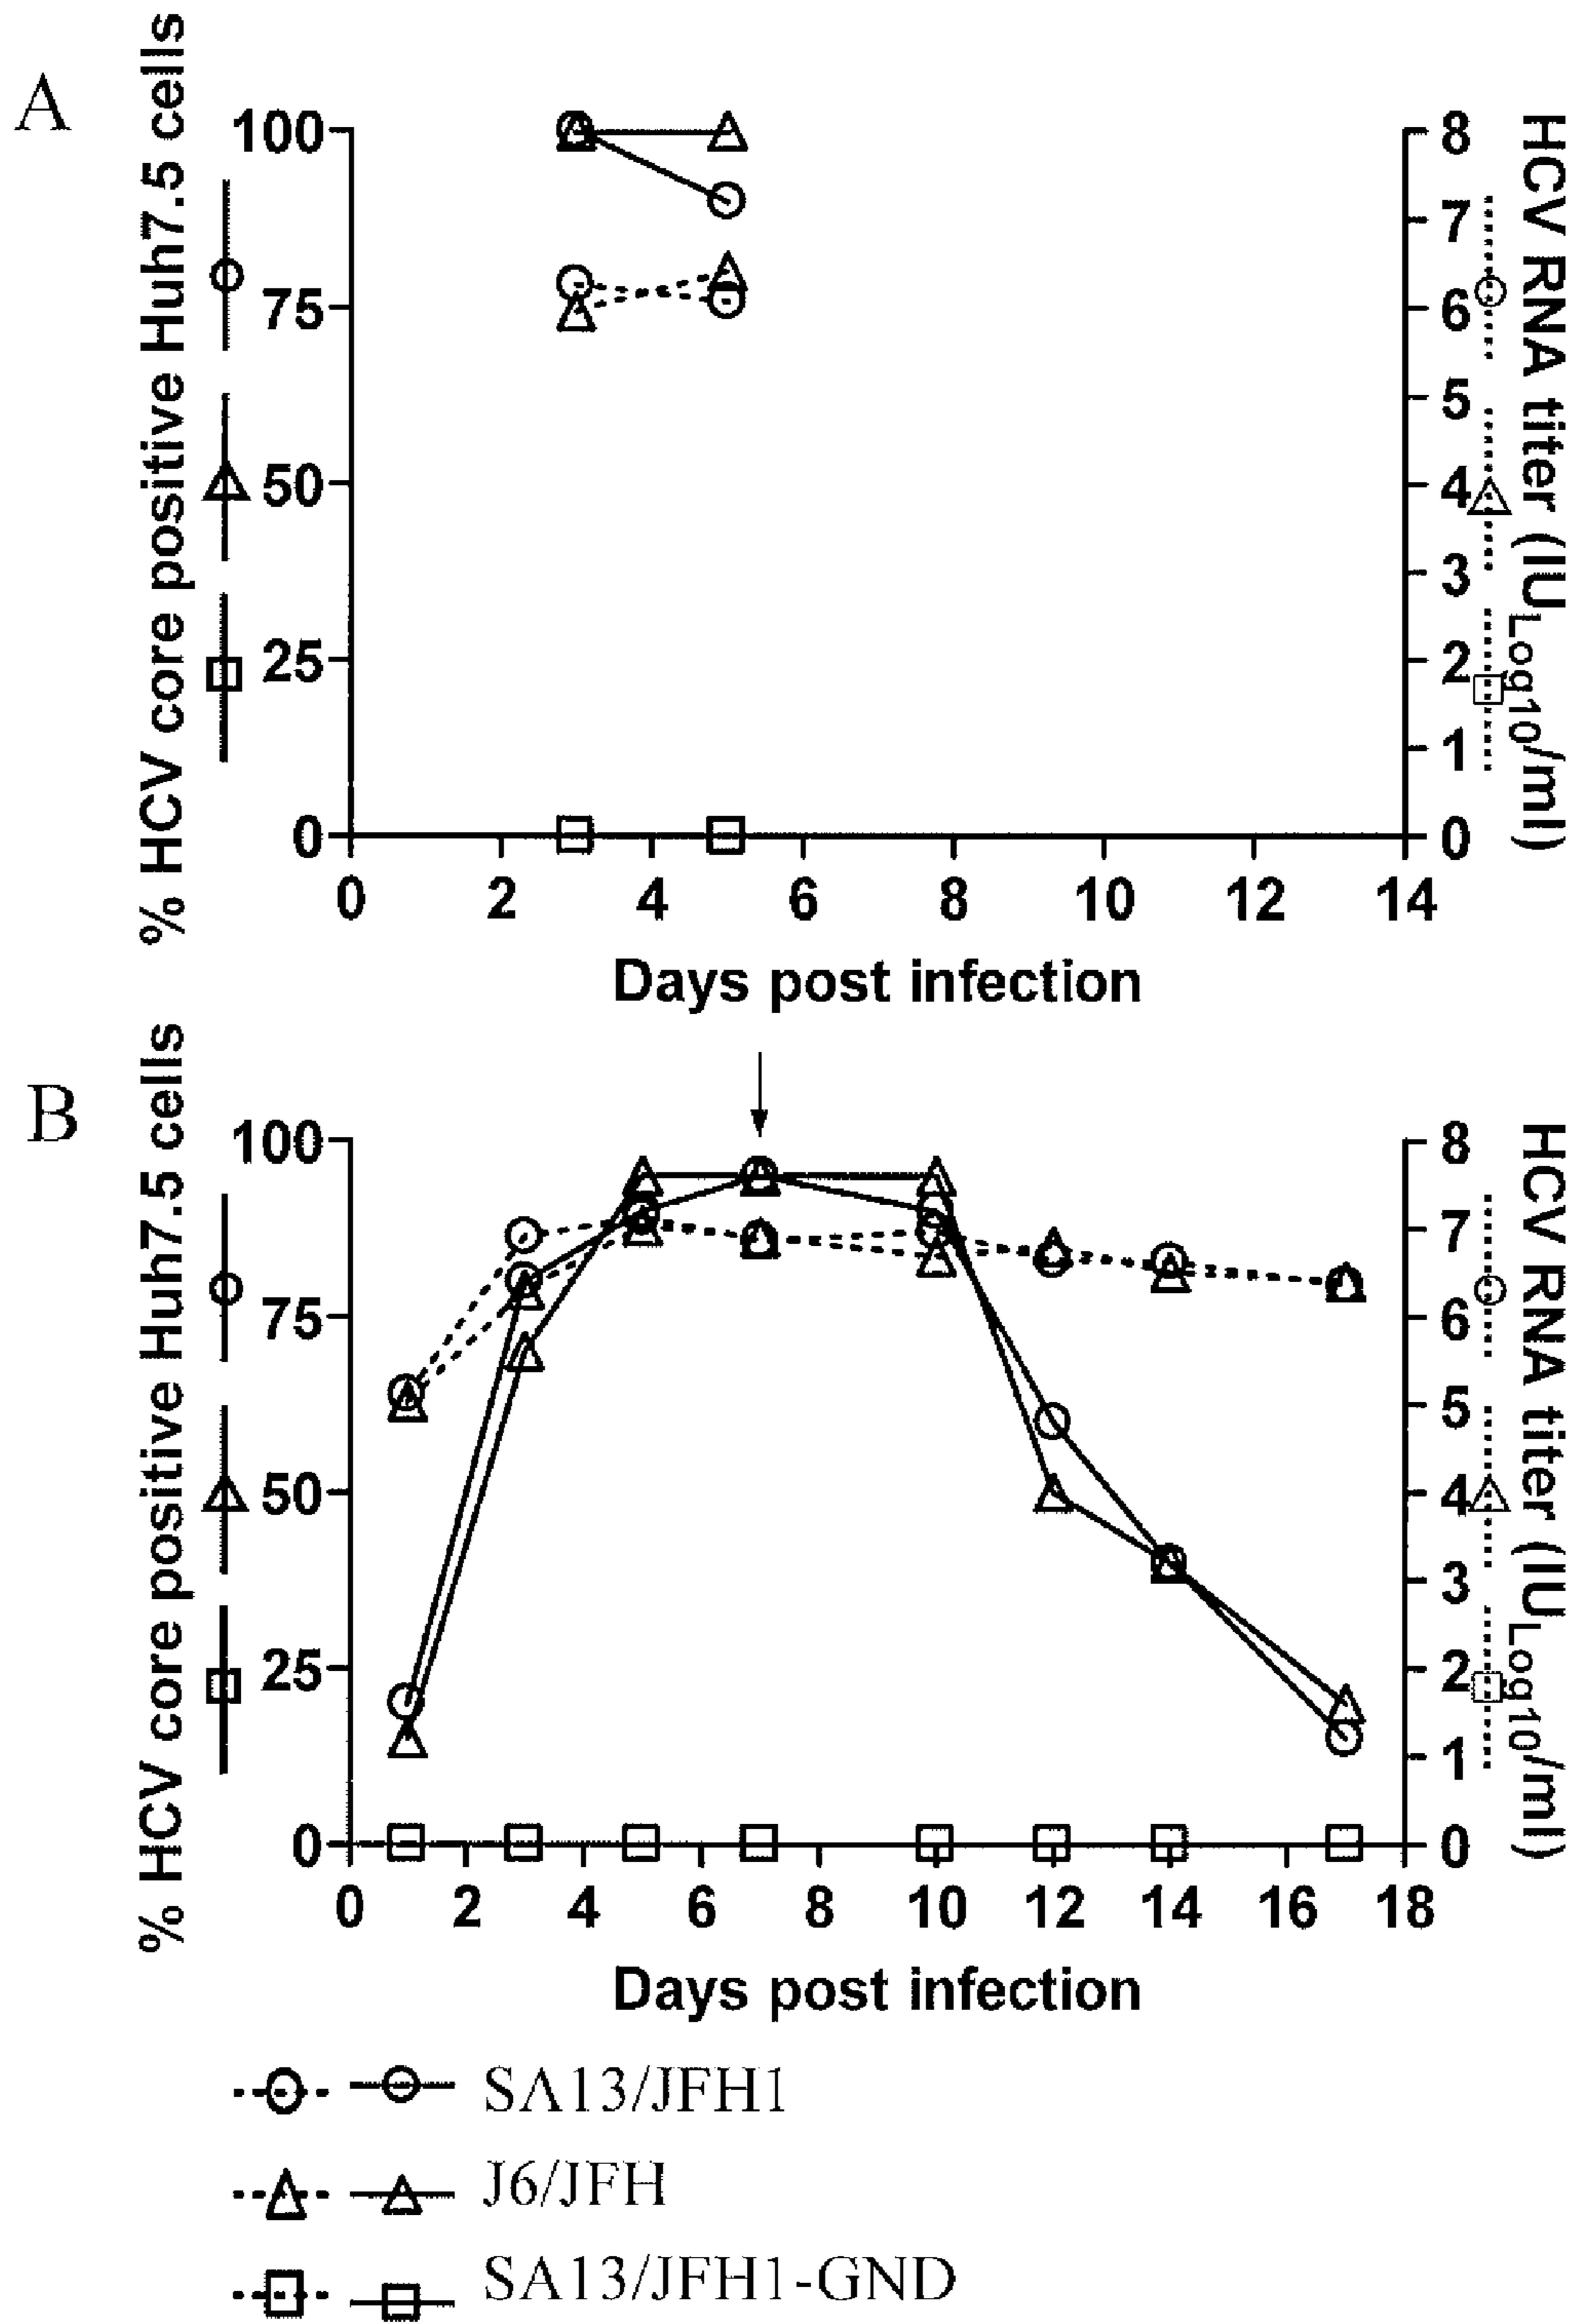 A
% HCV core positive Huh7.5 cells
100
75
50
25
0
8
7
6
5
4
3
2
1
0
HCV RNA titer (IU Log10/ml)
0 2 4 6 8 10 12 14
Days post infection
B
% HCV core positive Huh7.5 cells
100
75
50
25
0
8
7
6
5
4
3
2
1
0
HCV RNA titer (IU Log10/ml)
0 2 4 6 8 10 12 14 16 18
Days post infection
SA13/JFH1
J6/JFH
SA13/JFH1-GND